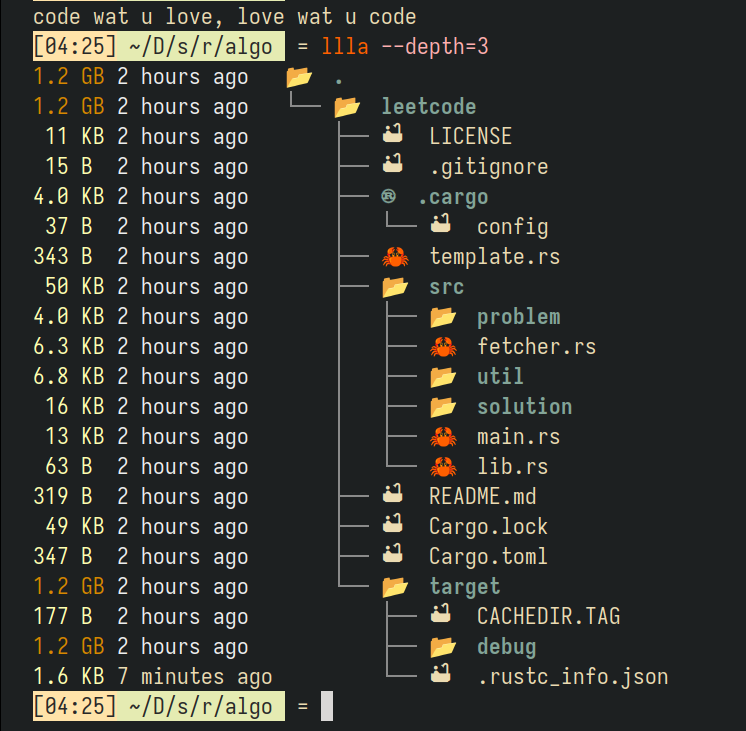 code wat u love, love wat u code
[04:25] ~/D/s/r/algo = llla --depth=3
1.2 GB 2 hours ago .
1.2 GB 2 hours ago leetcode
11 KB 2 hours ago LICENSE
15 B 2 hours ago .gitignore
4.0 KB 2 hours ago ® .cargo
37 B 2 hours ago config
343 B 2 hours ago template.rs
50 KB 2 hours ago src
4.0 KB 2 hours ago problem
6.3 KB 2 hours ago fetcher.rs
6.8 KB 2 hours ago util
16 KB 2 hours ago solution
13 KB 2 hours ago main.rs
63 B 2 hours ago lib.rs
319 B 2 hours ago README.md
49 KB 2 hours ago Cargo.lock
347 B 2 hours ago Cargo.toml
1.2 GB 2 hours ago target
177 B 2 hours ago CACHEDIR.TAG
1.2 GB 2 hours ago debug
1.6 KB 7 minutes ago .rustc_info.json
[04:25] ~/D/s/r/algo =